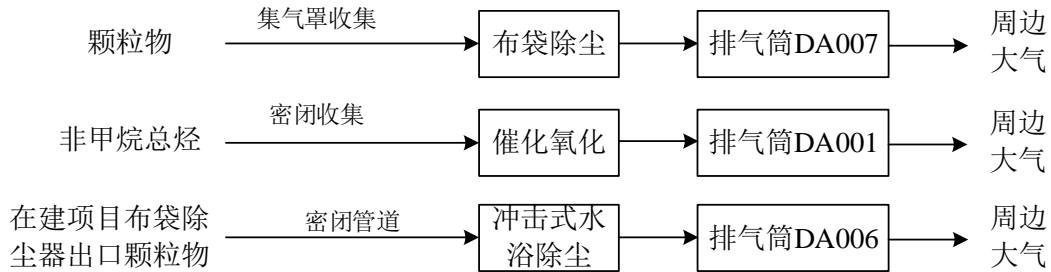 颗粒物
集气罩收集
布袋除尘
排气筒DA007
周边
大气
非甲烷总烃
密闭收集
催化氧化
排气筒DA001
周边
大气
在建项目布袋除
尘器出口颗粒物
密闭管道
冲击式水
浴除尘
排气筒DA006
周边
大气